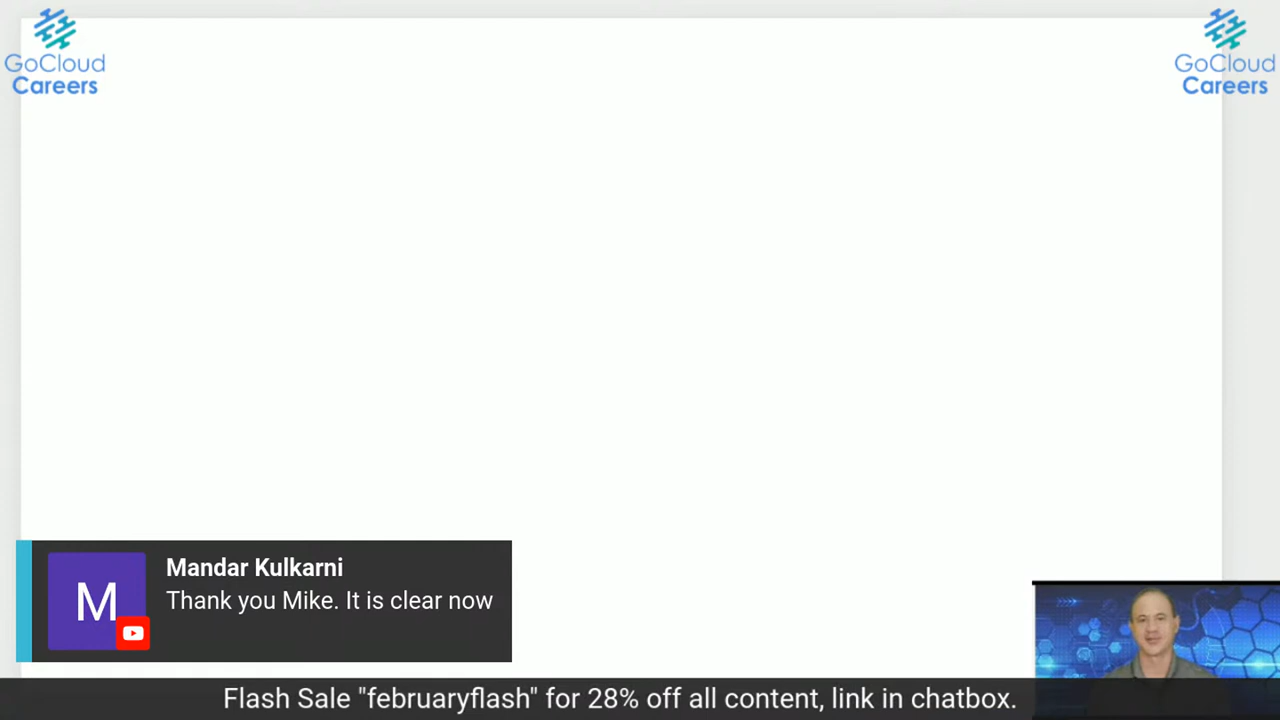 GoCloud
Careers
GoCloud
Careers
M
Mandar Kulkarni
Thank you Mike. It is clear now
Flash Sale "februaryflash" for 28% off all content, link in chatbox.